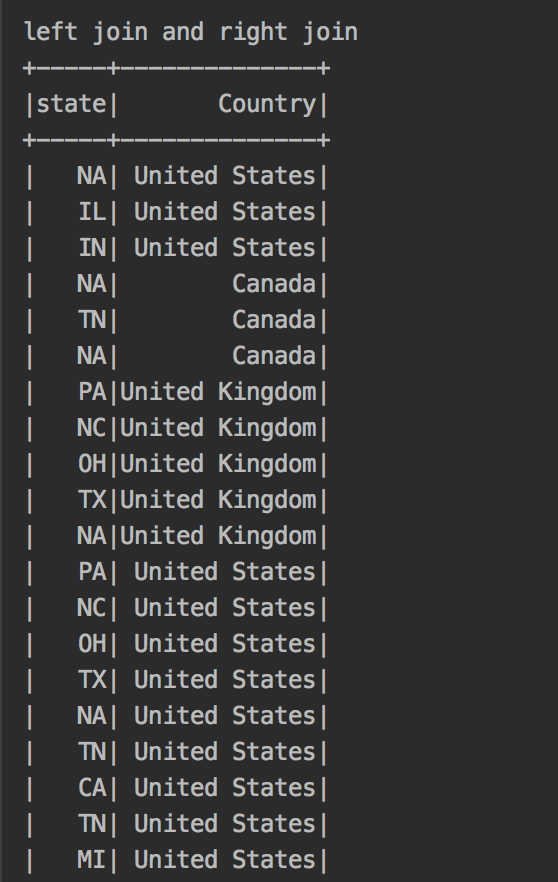 left join and right join
+-----+--------------+
|state|       Country|
+-----+--------------+
|   NA| United States|
|   IL| United States|
|   IN| United States|
|   NA|        Canada|
|   TN|        Canada|
|   NA|        Canada|
|   PA|United Kingdom|
|   NC|United Kingdom|
|   OH|United Kingdom|
|   TX|United Kingdom|
|   NA|United Kingdom|
|   PA| United States|
|   NC| United States|
|   OH| United States|
|   TX| United States|
|   NA| United States|
|   TN| United States|
|   CA| United States|
|   TN| United States|
|   MI| United States|